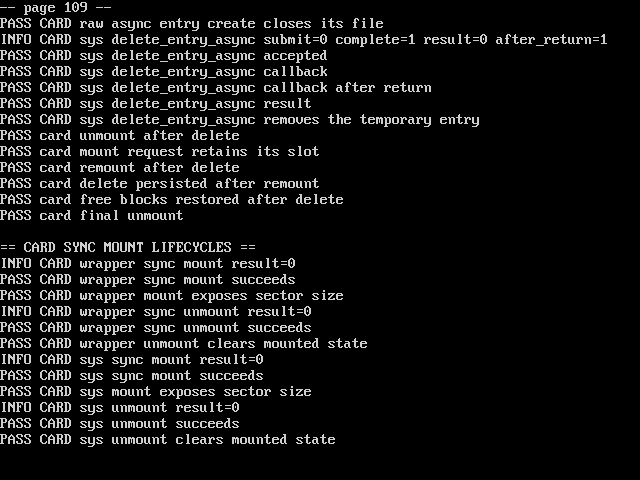 -- page 109 --
PASS CARD raw async entry create closes its file
INFO CARD sys delete_entry_async submit=0 complete=1 result=0 after_return=1
PASS CARD sys delete_entry_async accepted
PASS CARD sys delete_entry_async callback
PASS CARD sys delete_entry_async callback after return
PASS CARD sys delete_entry_async result
PASS CARD sys delete_entry_async removes the temporary entry
PASS card unmount after delete
PASS card mount request retains its slot
PASS card remount after delete
PASS card delete persisted after remount
PASS card free blocks restored after delete
PASS card final unmount
== CARD SYNC MOUNT LIFECYCLES ==
INFO CARD wrapper sync mount result=0
PASS CARD wrapper sync mount succeeds
PASS CARD wrapper mount exposes sector size
INFO CARD wrapper sync unmount result=0
PASS CARD wrapper sync unmount succeeds
PASS CARD wrapper unmount clears mounted state
INFO CARD sys sync mount result=0
PASS CARD sys sync mount succeeds
PASS CARD sys mount exposes sector size
INFO CARD sys unmount result=0
PASS CARD sys unmount succeeds
PASS CARD sys unmount clears mounted state